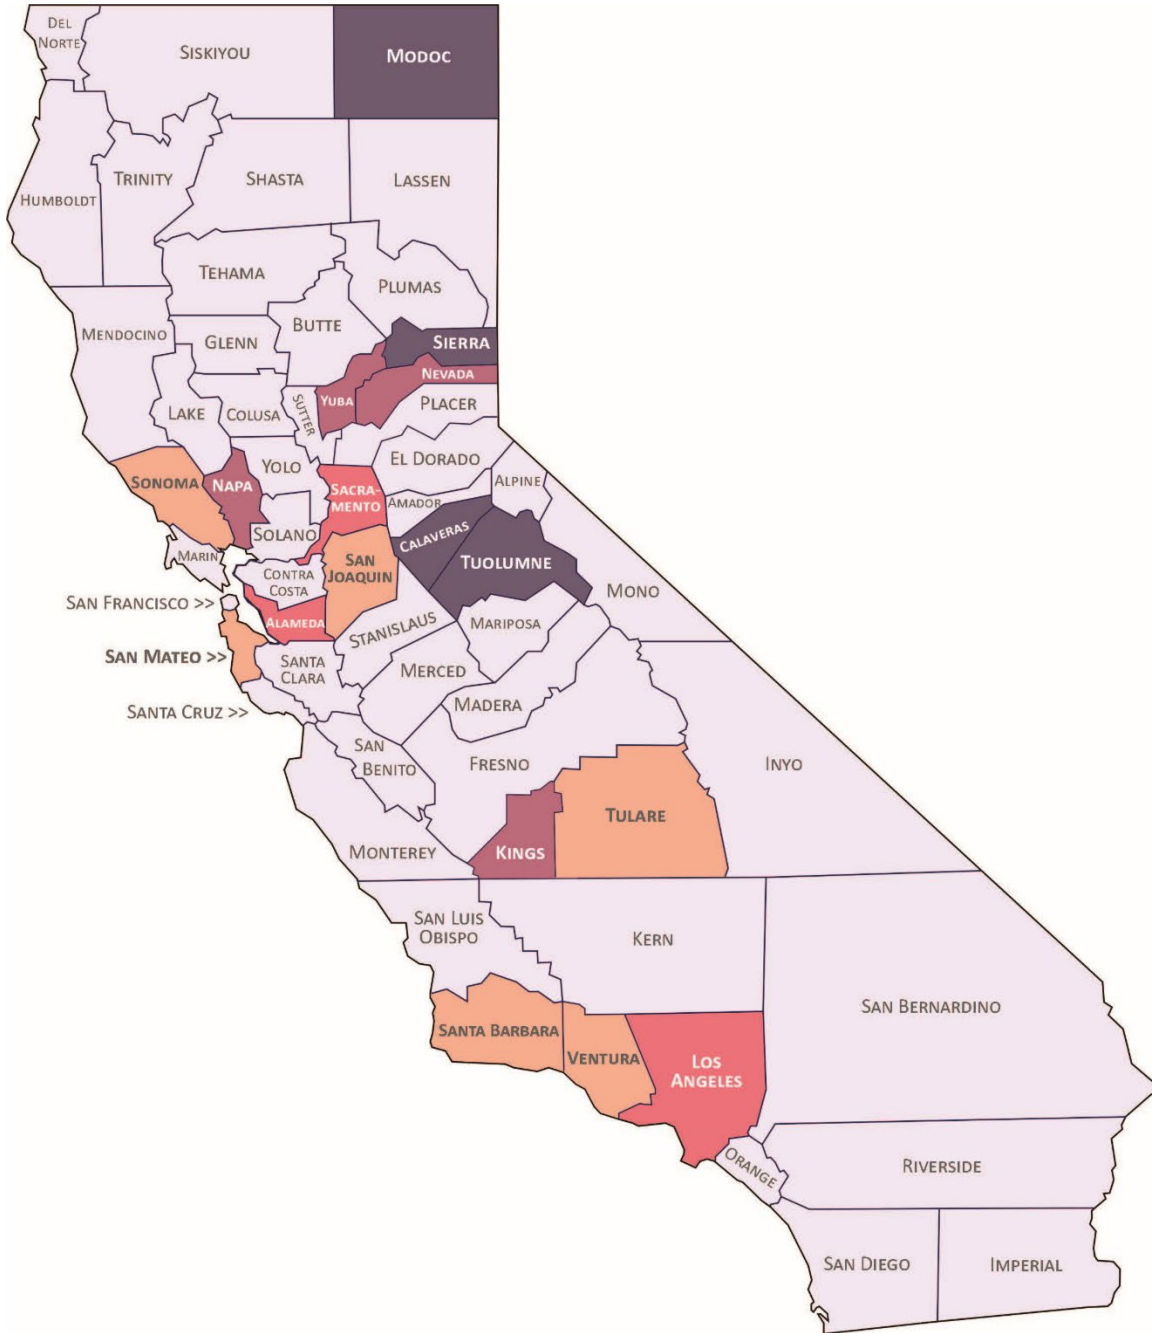 DEL
NORTE
SISKIYOU
MODOC
HUMBOLDT
TRINITY
SHASTA
LASSEN
TEHAMA
PLUMAS
MENDOCINO
GLENN
BUTTE
SIERRA
NEVADA
YUBA
SUTTER
PLACER
LAKE
COLUSA
SONOMA
NAPA
YOLO
SACRA-
MENTO
EL DORADO
ALPINE
AMADOR
SOLANO
CALAVERAS
TUOLUMNE
MARIN
CONTRA
COSTA
SAN
JOAQUIN
MONO
SAN FRANCISCO >>
ALAMEDA
STANISLAUS
MARIPOSA
SAN MATEO >>
SANTA
CLARA
MERCED
MADERA
SANTA CRUZ >>
SAN
BENITO
FRESNO
INYO
TULARE
KINGS
MONTEREY
SAN LUIS
OBISPO
KERN
SAN BERNARDINO
SANTA BARBARA
VENTURA
LOS
ANGELES
ORANGE
RIVERSIDE
SAN DIEGO
IMPERIAL